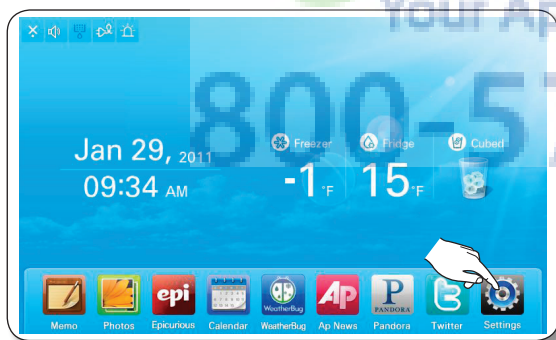 Your Ap
800-57
Freezer
Fridge
Cubed
Jan 29, 2011
09:34 AM
-1 °F
15 °F
epi
WeatherBug
AP
P
PANDORA
Memo
Photos
Epicurious
Calendar
WeatherBug
Ap News
Pandora
Twitter
Settings